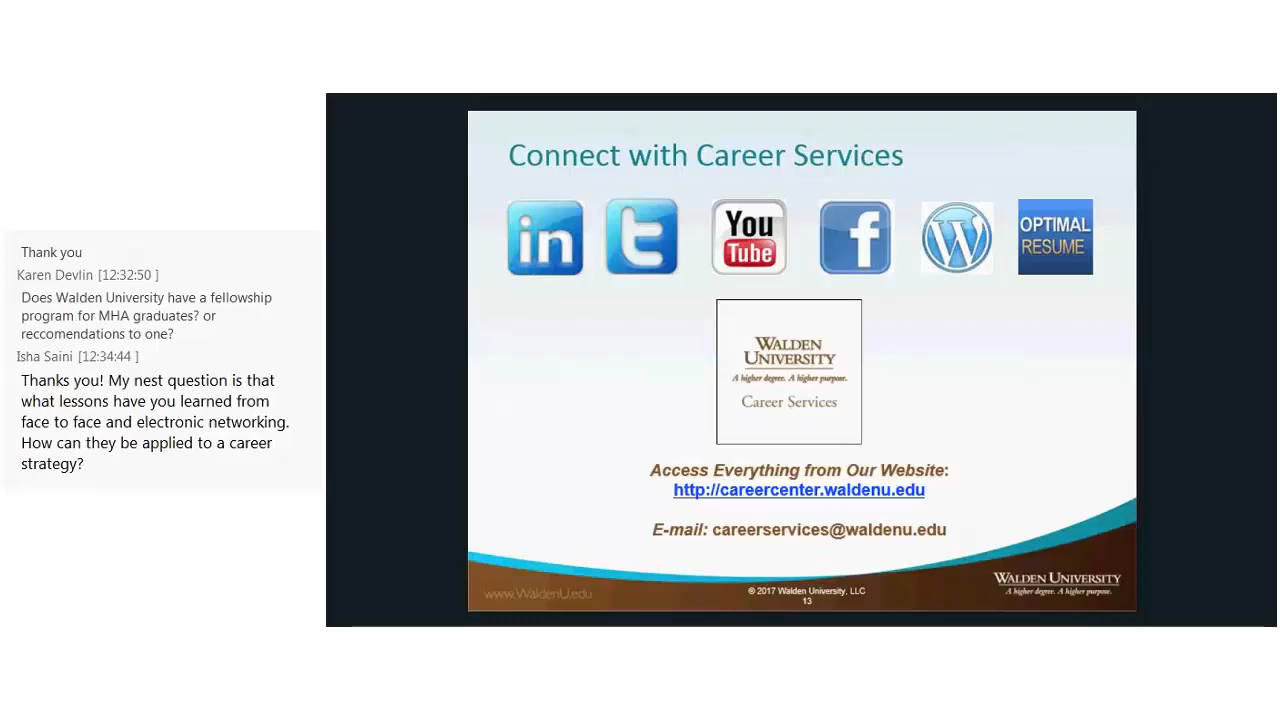 Thank you
Karen Devlin [12:32:50 ]
Does Walden University have a fellowship
program for MHA graduates? or
reccomendations to one?
Isha Saini [12:34:44 ]
Thanks you! My nest question is that
what lessons have you learned from
face to face and electronic networking.
How can they be applied to a career
strategy?
Connect with Career Services
in
t
You
Tube
f
W
OPTIMAL
RESUME
WALDEN
UNIVERSITY
A higher degree. A higher purpose.
Career Services
Access Everything from Our Website:
http://careercenter.waldenu.edu
E-mail: careerservices@waldenu.edu
www.WaldenU.edu
© 2017 Walden University, LLC
13
WALDEN UNIVERSITY
A higher degree. A higher purpose.